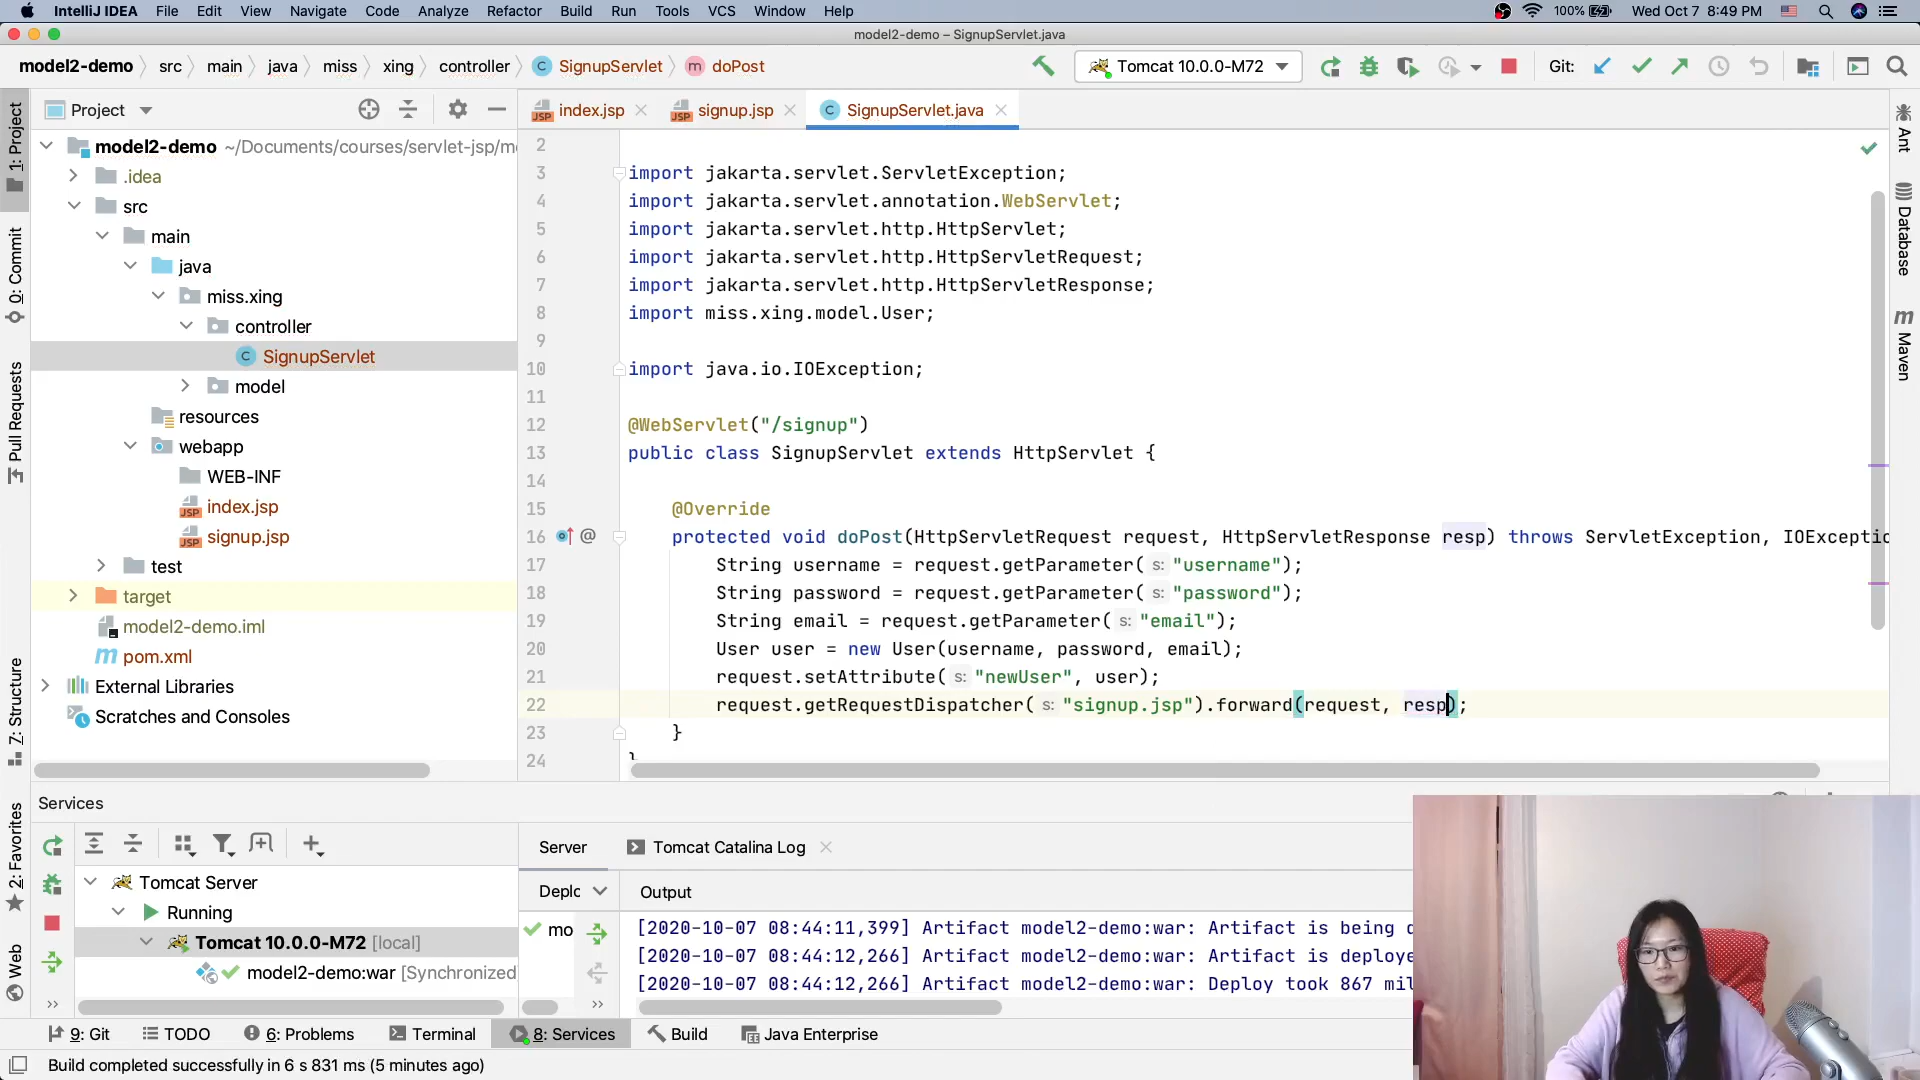 IntelliJ IDEA File Edit View Navigate Code Analyze Refactor Build Run Tools VCS Window Help 100% Wed Oct 7 8:49 PM
model2-demo – SignupServlet.java
model2-demo src main java miss xing controller C SignupServlet m doPost Tomcat 10.0.0-M72 Git:
Project
index.jsp
signup.jsp
SignupServlet.java
model2-demo ~/Documents/courses/servlet-jsp/m
.idea
src
main
java
miss.xing
controller
SignupServlet
model
resources
webapp
WEB-INF
index.jsp
signup.jsp
test
target
model2-demo.iml
pom.xml
External Libraries
Scratches and Consoles
2
3 import jakarta.servlet.ServletException;
4 import jakarta.servlet.annotation.WebServlet;
5 import jakarta.servlet.http.HttpServlet;
6 import jakarta.servlet.http.HttpServletRequest;
7 import jakarta.servlet.http.HttpServletResponse;
8 import miss.xing.model.User;
9
10 import java.io.IOException;
11
12 @WebServlet("/signup")
13 public class SignupServlet extends HttpServlet {
14
15 @Override
16 protected void doPost(HttpServletRequest request, HttpServletResponse resp) throws ServletException, IOExceptio
17 String username = request.getParameter( s: "username");
18 String password = request.getParameter( s: "password");
19 String email = request.getParameter( s: "email");
20 User user = new User(username, password, email);
21 request.setAttribute( s: "newUser", user);
22 request.getRequestDispatcher( s: "signup.jsp").forward(request, resp);
23 }
24 }
1: Project
0: Commit
Pull Requests
7: Structure
2: Favorites
Web
Ant
Database
Maven
Services
Tomcat Server
Running
Tomcat 10.0.0-M72 [local]
model2-demo:war [Synchronized
Server
Tomcat Catalina Log
Deplc
Output
mo
[2020-10-07 08:44:11,399] Artifact model2-demo:war: Artifact is being d
[2020-10-07 08:44:12,266] Artifact model2-demo:war: Artifact is deploye
[2020-10-07 08:44:12,266] Artifact model2-demo:war: Deploy took 867 mil
9: Git TODO 6: Problems Terminal 8: Services Build Java Enterprise
Build completed successfully in 6 s 831 ms (5 minutes ago)